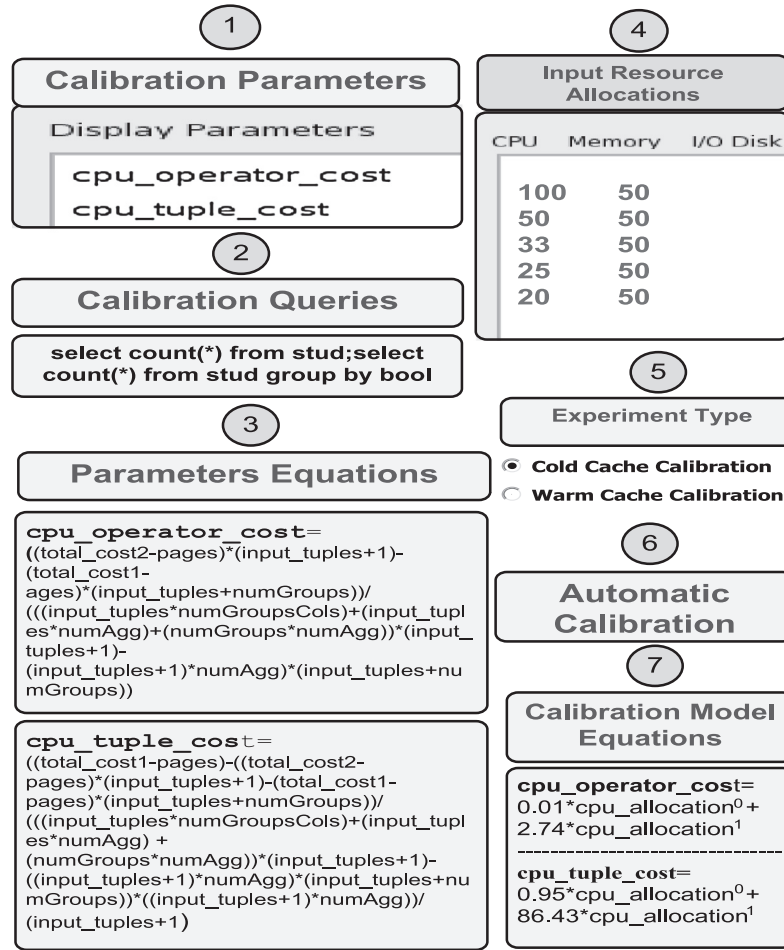 1
Calibration Parameters
Display Parameters
cpu_operator_cost
cpu_tuple_cost
2
Calibration Queries
select count(*) from stud;select
count(*) from stud group by bool
3
Parameters Equations
cpu_operator_cost=
((total_cost2-pages)*(input_tuples+1)-
(total_cost1-
ages)*(input_tuples+numGroups))/
(((input_tuples*numGroupsCols)+(input_tupl
es*numAgg)+(numGroups*numAgg))*(input_
tuples+1)-
(input_tuples+1)*numAgg)*(input_tuples+nu
mGroups))
cpu_tuple_cost=
((total_cost1-pages)-((total_cost2-
pages)*(input_tuples+1)-(total_cost1-
pages)*(input_tuples+numGroups))/
(((input_tuples*numGroupsCols)+(input_tupl
es*numAgg) +
(numGroups*numAgg))*(input_tuples+1)-
((input_tuples+1)*numAgg)*(input_tuples+nu
mGroups))*((input_tuples+1)*numAgg))/
(input_tuples+1)
4
Input Resource
Allocations
CPU Memory I/O Disk
100 50
50 50
33 50
25 50
20 50
5
Experiment Type
Cold Cache Calibration
Warm Cache Calibration
6
Automatic
Calibration
7
Calibration Model
Equations
cpu_operator_cost=
0.01*cpu_allocation⁰+
2.74*cpu_allocation¹
--------------------------------
cpu_tuple_cost=
0.95*cpu_allocation⁰+
86.43*cpu_allocation¹